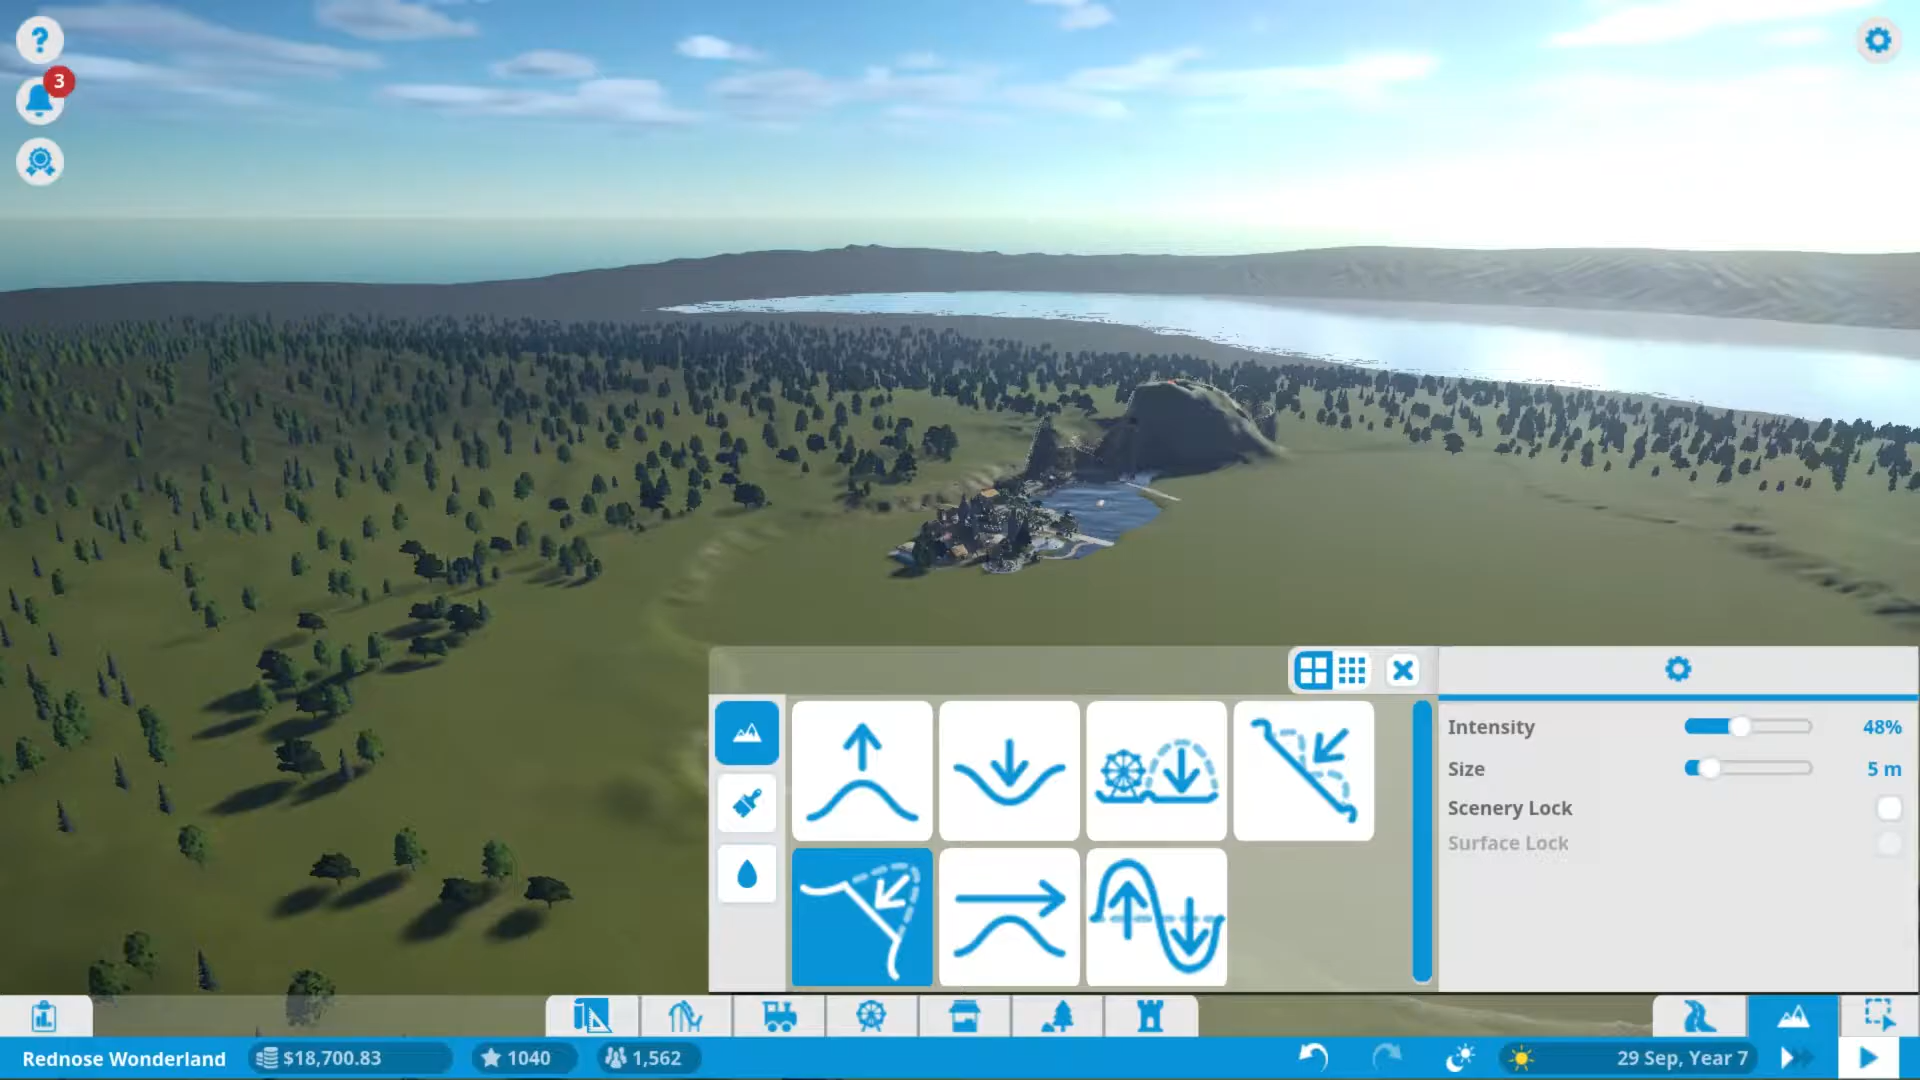 ?
3
Intensity 48%
Size 5 m
Scenery Lock
Surface Lock
Rednose Wonderland $18,700.83 1040 1,562 29 Sep, Year 7